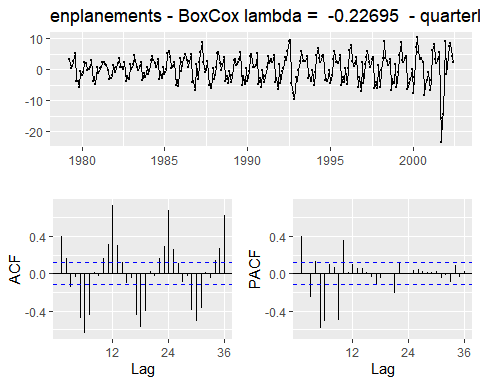 enplanements - BoxCox lambda =  -0.22695  - quarterl
10
0
-10
-20
1980 1985 1990 1995 2000
ACF
0.4
0.0
-0.4
12 24 36
Lag
PACF
0.4
0.0
-0.4
12 24 36
Lag